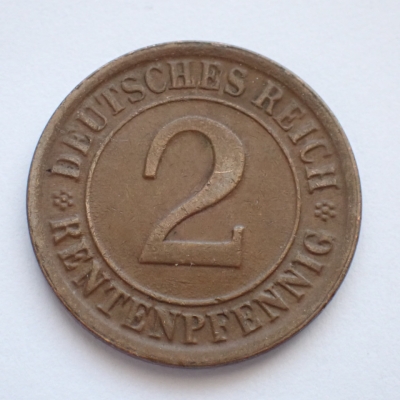 DEUTSCHES REICH
2
RENTENPFENNIG